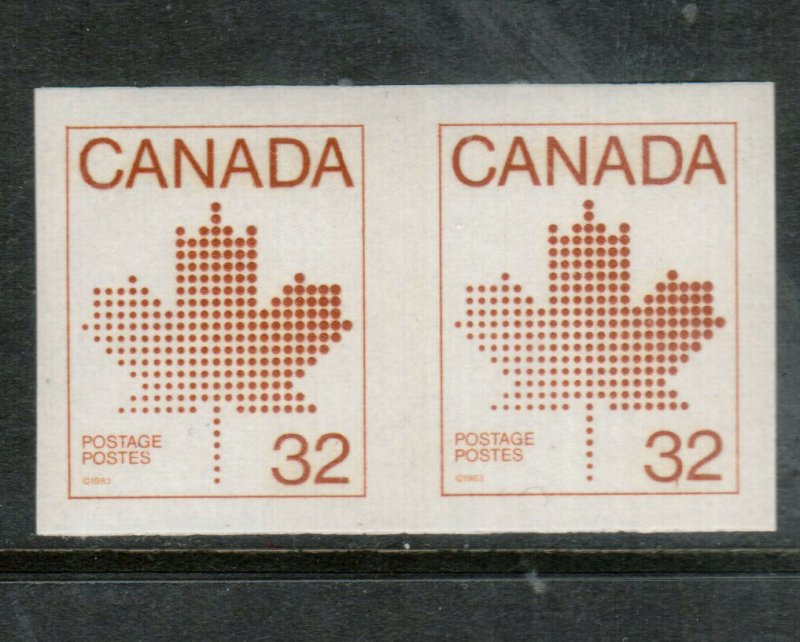 CANADA
POSTAGE
POSTES
©1983
32
CANADA
POSTAGE
POSTES
©1983
32